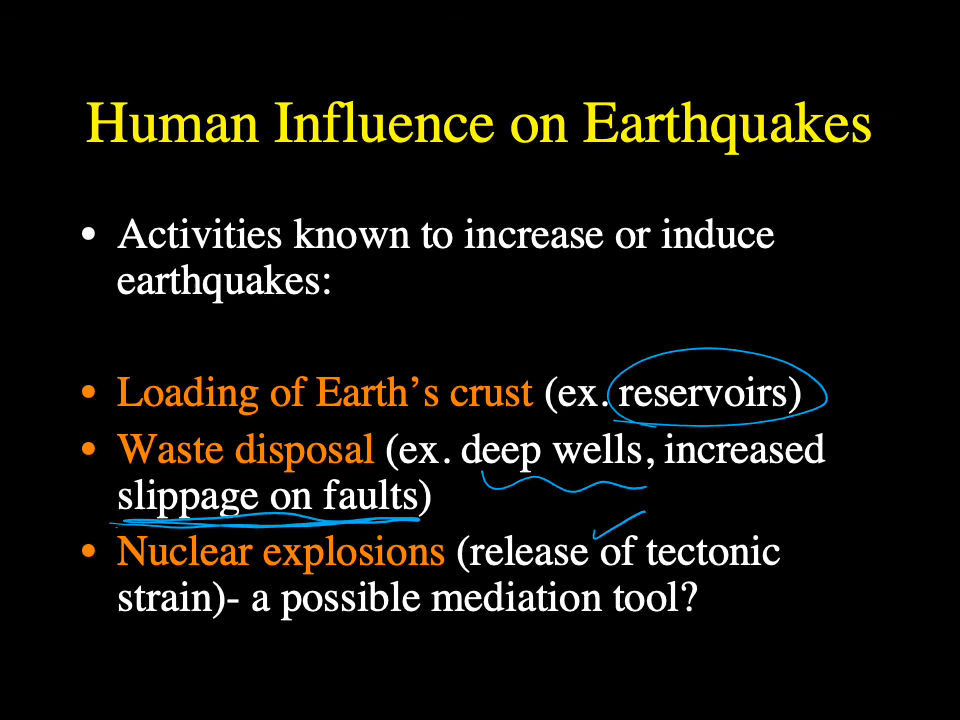 Human Influence on Earthquakes
• Activities known to increase or induce
earthquakes:
• Loading of Earth’s crust (ex. reservoirs)
• Waste disposal (ex. deep wells, increased
slippage on faults)
• Nuclear explosions (release of tectonic
strain)- a possible mediation tool?